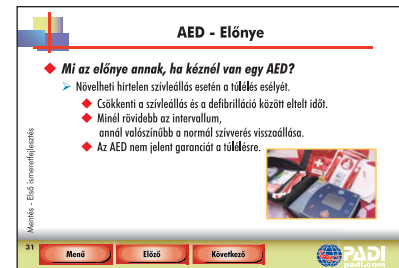 AED - Előnye
Mi az előnye annak, ha kéznél van egy AED?
Növelheti hirtelen szívleállás esetén a túlélés esélyét.
Csökkenti a szívleállás és a defibrilláció között eltelt időt.
Minél rövidebb az intervallum,
annál valószínűbb a normál szívverés visszaállása.
Az AED nem jelent garanciát a túlélésre.
Mentés - Első ismeretfejlesztés
31
Menü
Előző
Következő
PADI
padi.com